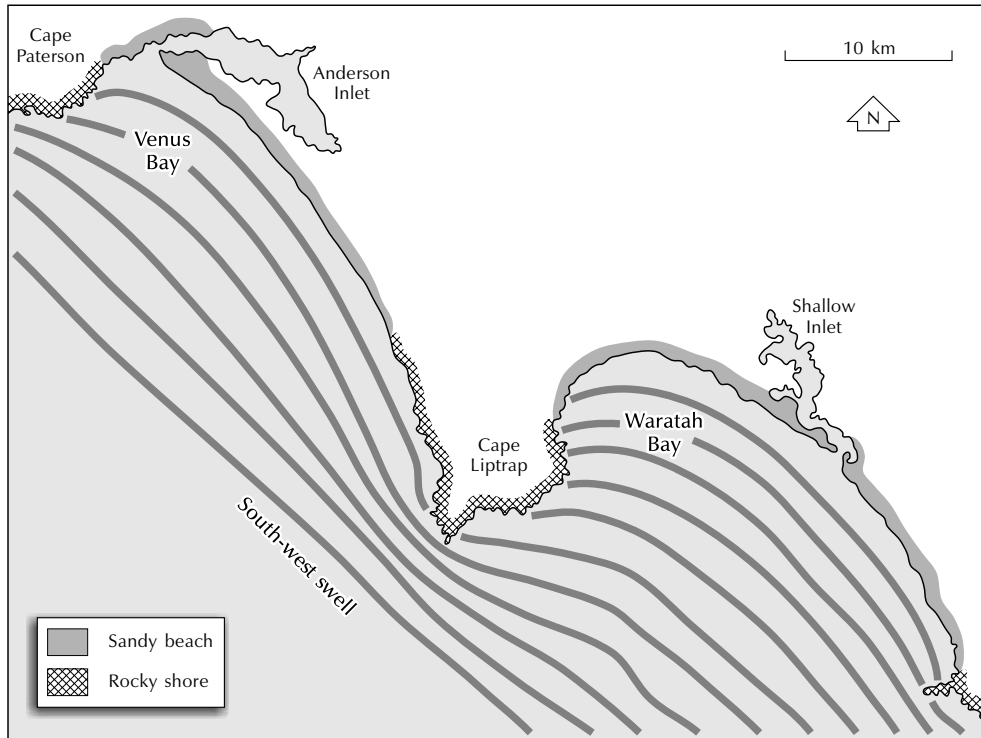 Cape
Paterson
10 km
Anderson
Inlet
N
Venus
Bay
Shallow
Inlet
Waratah
Bay
Cape
Liptrap
South-west swell
Sandy beach
Rocky shore